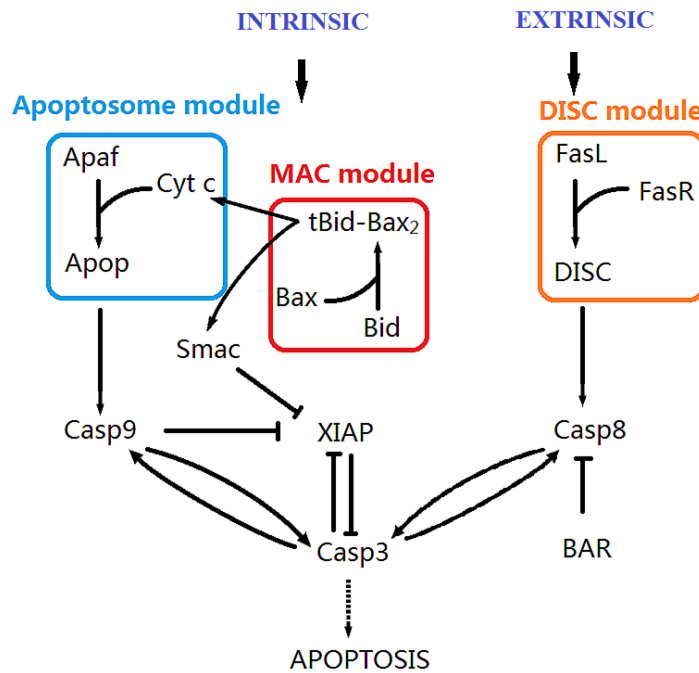 INTRINSIC
EXTRINSIC
Apoptosome module
DISC module
Apaf
Cyt c
Apop
MAC module
tBid-Bax₂
Bax
Bid
FasL
FasR
DISC
Smac
Casp9
XIAP
Casp8
Casp3
BAR
APOPTOSIS